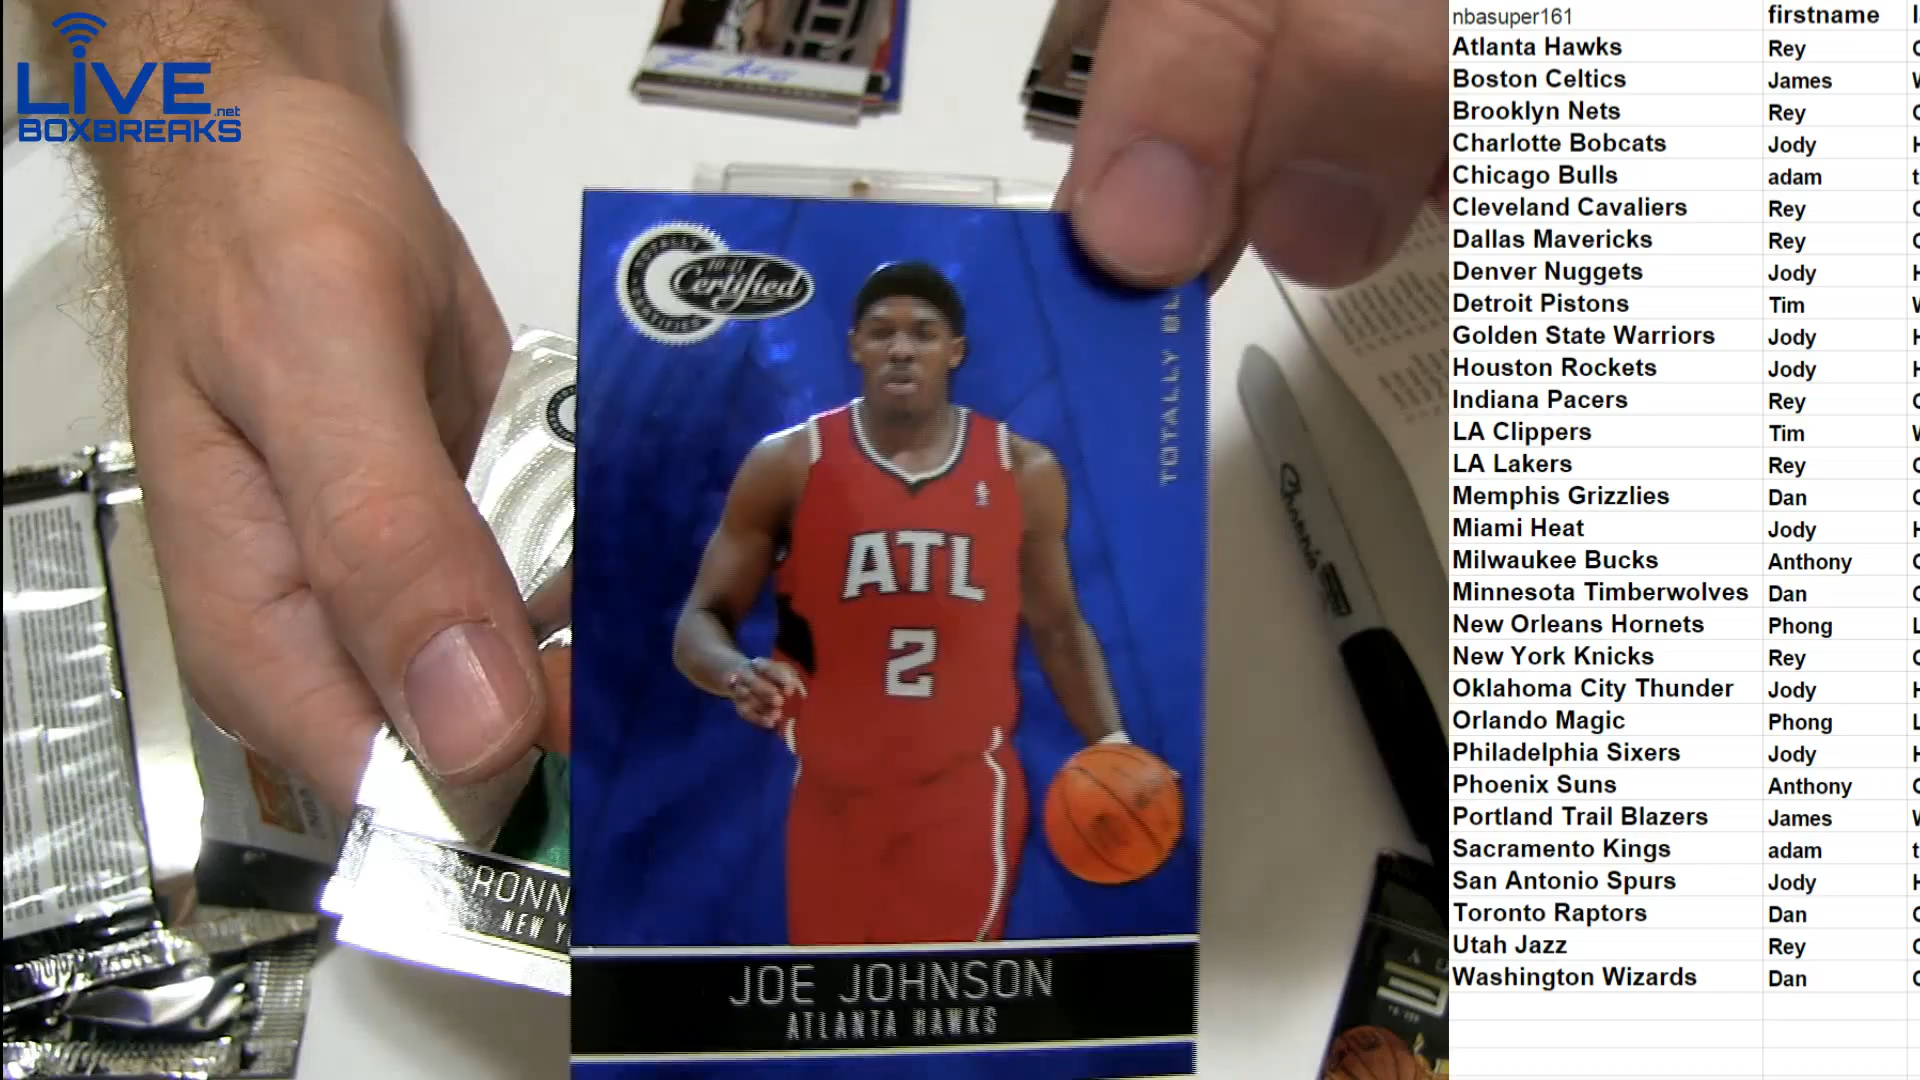 LIVE
.net
BOXBREAKS
TOTALLY
CERTIFIED
10-11
Certified
TOTALLY BL
ATL
2
JOE JOHNSON
ATLANTA HAWKS
RONN
NEW Y
nbasuper161 firstname
Atlanta Hawks Rey
Boston Celtics James
Brooklyn Nets Rey
Charlotte Bobcats Jody
Chicago Bulls adam
Cleveland Cavaliers Rey
Dallas Mavericks Rey
Denver Nuggets Jody
Detroit Pistons Tim
Golden State Warriors Jody
Houston Rockets Jody
Indiana Pacers Rey
LA Clippers Tim
LA Lakers Rey
Memphis Grizzlies Dan
Miami Heat Jody
Milwaukee Bucks Anthony
Minnesota Timberwolves Dan
New Orleans Hornets Phong
New York Knicks Rey
Oklahoma City Thunder Jody
Orlando Magic Phong
Philadelphia Sixers Jody
Phoenix Suns Anthony
Portland Trail Blazers James
Sacramento Kings adam
San Antonio Spurs Jody
Toronto Raptors Dan
Utah Jazz Rey
Washington Wizards Dan